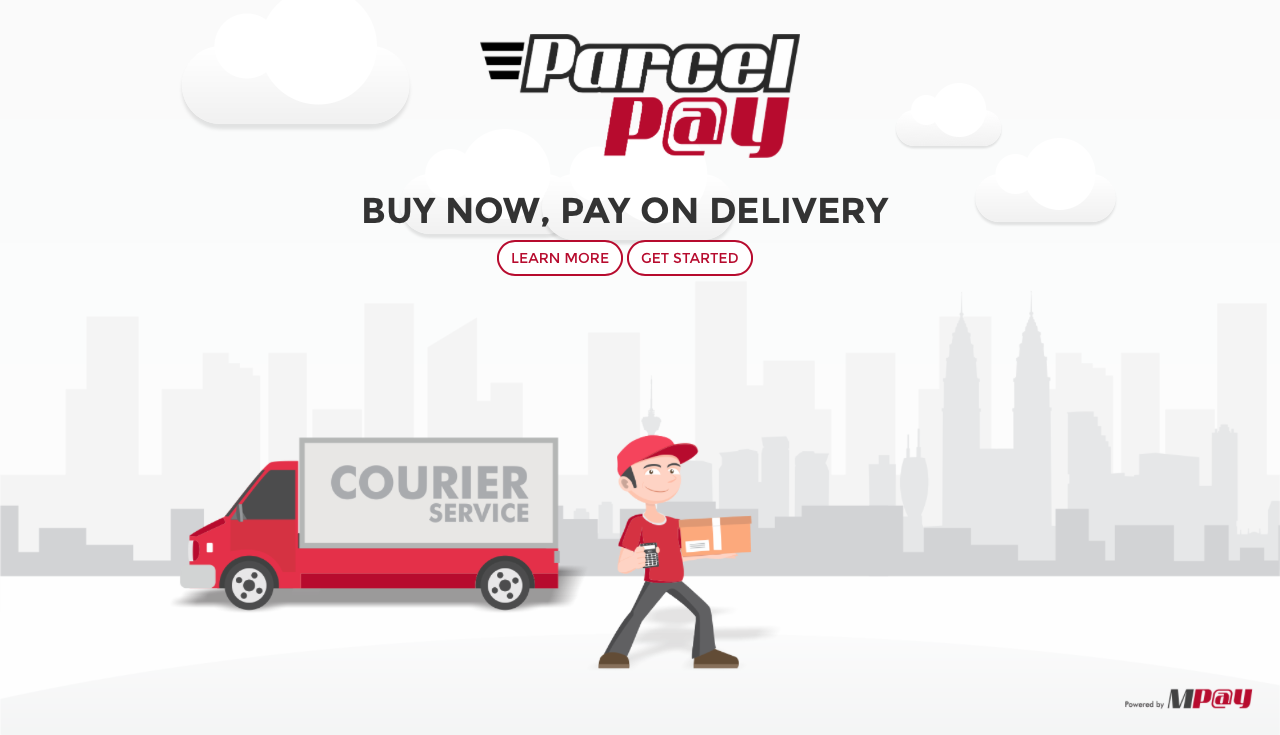 Parcel
P@y
BUY NOW, PAY ON DELIVERY
LEARN MORE GET STARTED
COURIER
SERVICE
Powered by MP@y